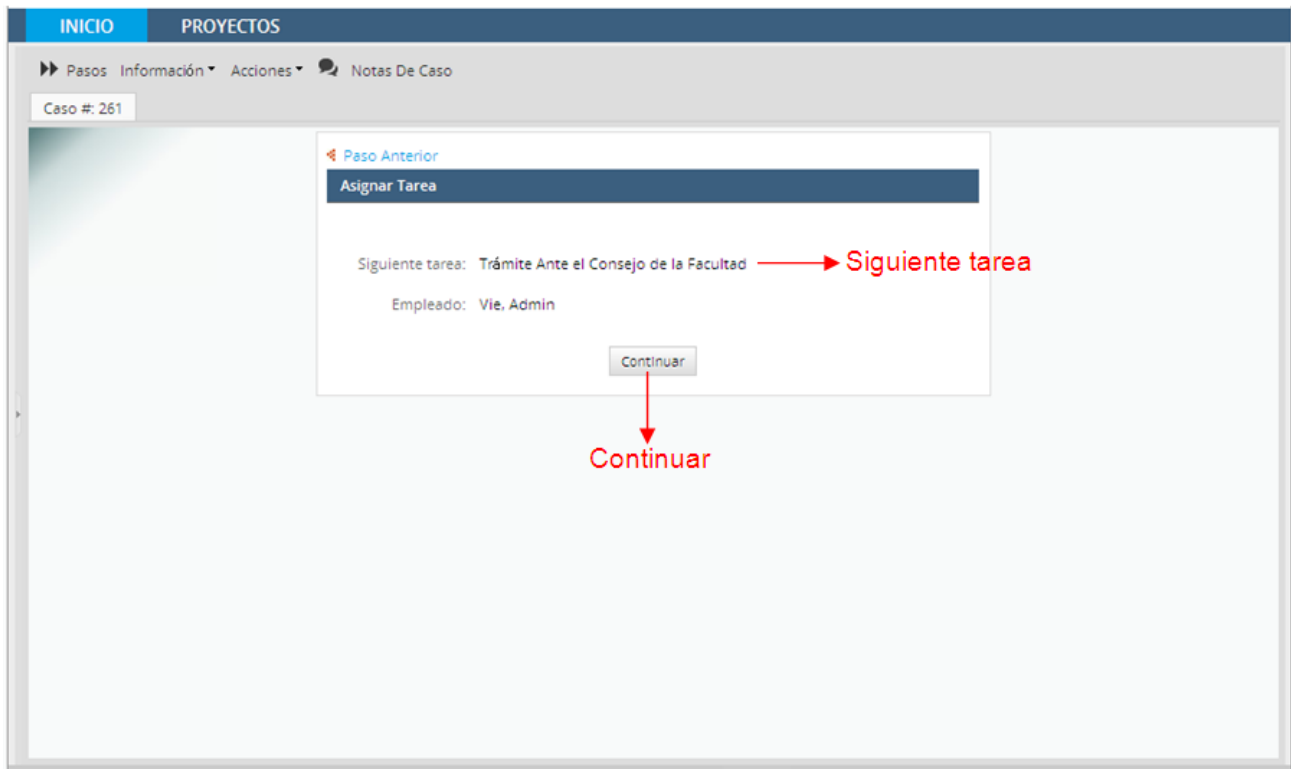 INICIO PROYECTOS
Pasos Información Acciones Notas De Caso
Caso #: 261
Paso Anterior
Asignar Tarea
Siguiente tarea: Trámite Ante el Consejo de la Facultad Siguiente tarea
Empleado: Vie, Admin
Continuar
Continuar